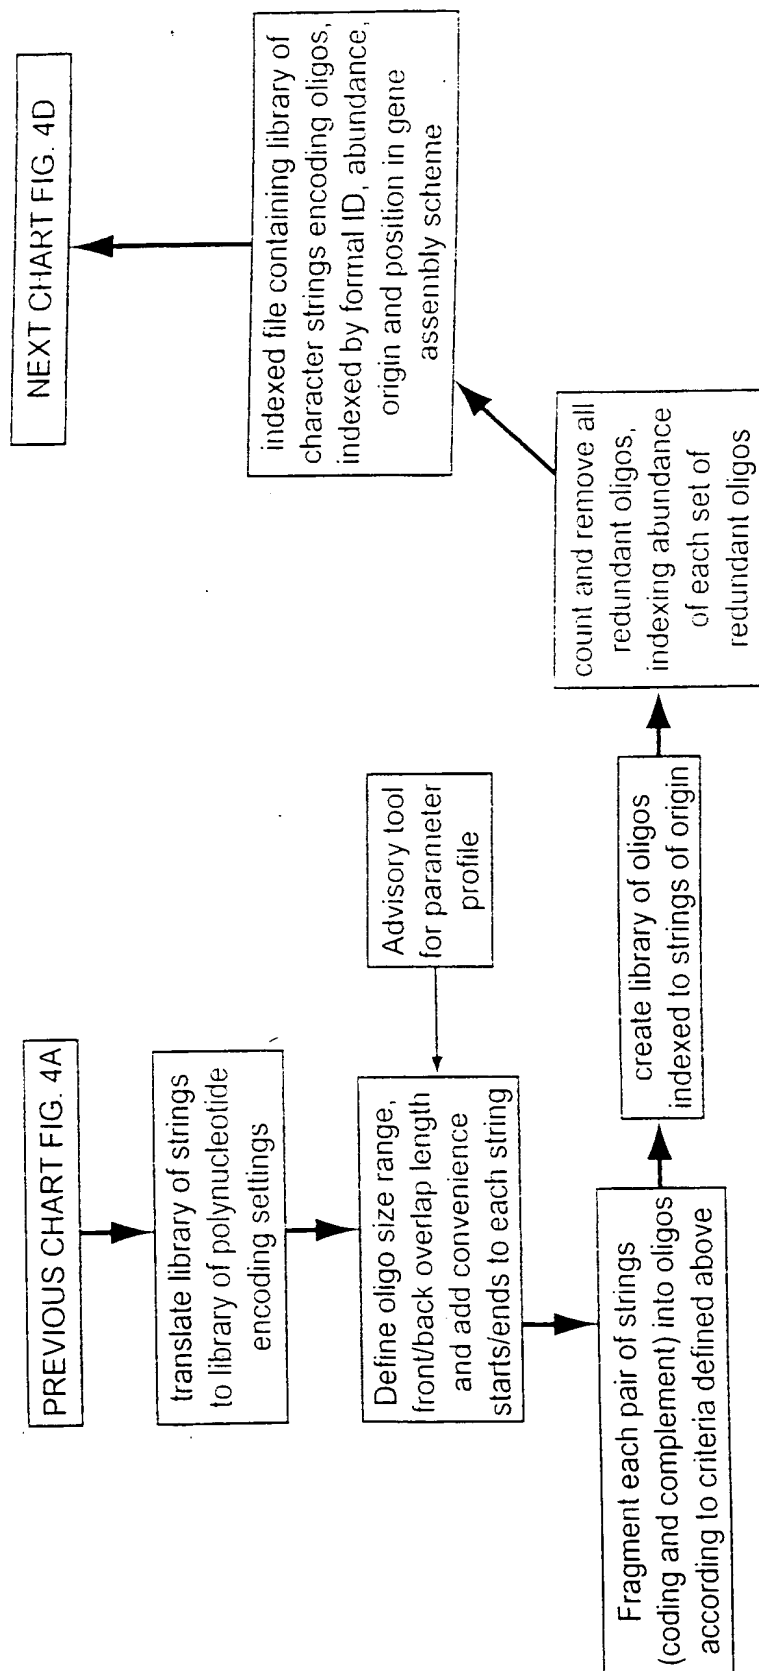 PREVIOUS CHART FIG. 4A
translate library of strings
to library of polynucleotide
encoding settings
Define oligo size range,
front/back overlap length
and add convenience
starts/ends to each string
Advisory tool
for parameter
profile
Fragment each pair of strings
(coding and complement) into oligos
according to criteria defined above
create library of oligos
indexed to strings of origin
count and remove all
redundant oligos,
indexing abundance
of each set of
redundant oligos
indexed file containing library of
character strings encoding oligos,
indexed by formal ID, abundance,
origin and position in gene
assembly scheme
NEXT CHART FIG. 4D